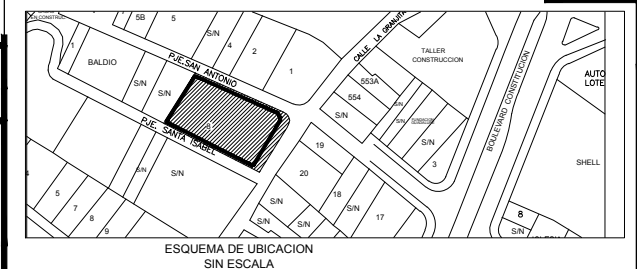 EN CONSTRUC.
5B
5
S/N
4
2
1
1
BALDIO
S/N
S/N
PJE.SAN ANTONIO
PJE. SANTA ISABEL
CALLE LA GRANJITA
TALLER
CONSTRUCCION
BOULEVARD CONSTITUCION
AUTO
LOTE
SHELL
553A
554
S/N
S/N
S/N
S/N
3
19
20
18
S/N
17
S/N
S/N
S/N
S/N
S/N
S/N
5
7
8
9
8
S/N
ESQUEMA DE UBICACION
SIN ESCALA